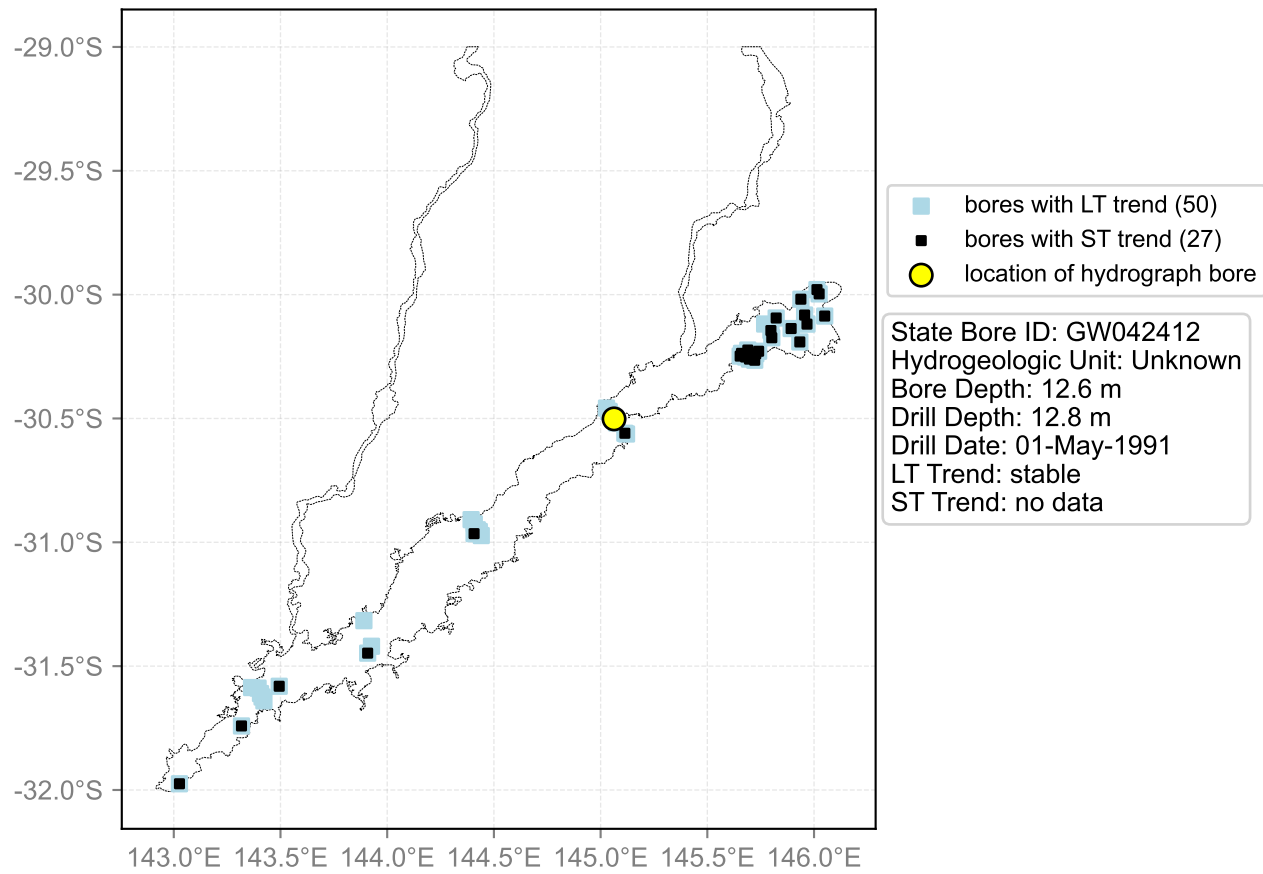 -29.0°S
-29.5°S
-30.0°S
-30.5°S
-31.0°S
-31.5°S
-32.0°S
143.0°E 143.5°E 144.0°E 144.5°E 145.0°E 145.5°E 146.0°E
bores with LT trend (50)
bores with ST trend (27)
location of hydrograph bore
State Bore ID: GW042412
Hydrogeologic Unit: Unknown
Bore Depth: 12.6 m
Drill Depth: 12.8 m
Drill Date: 01-May-1991
LT Trend: stable
ST Trend: no data